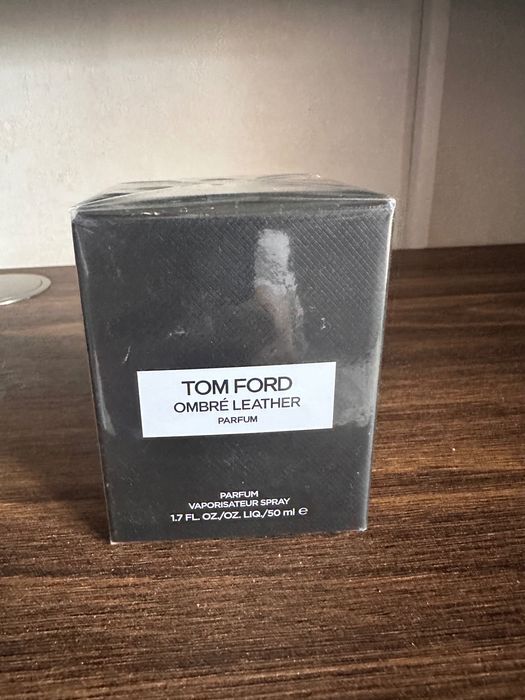 TOM FORD
OMBRÉ LEATHER
PARFUM
PARFUM
VAPORISATEUR SPRAY
1.7 FL. OZ./OZ. LIQ./50 ml ℮